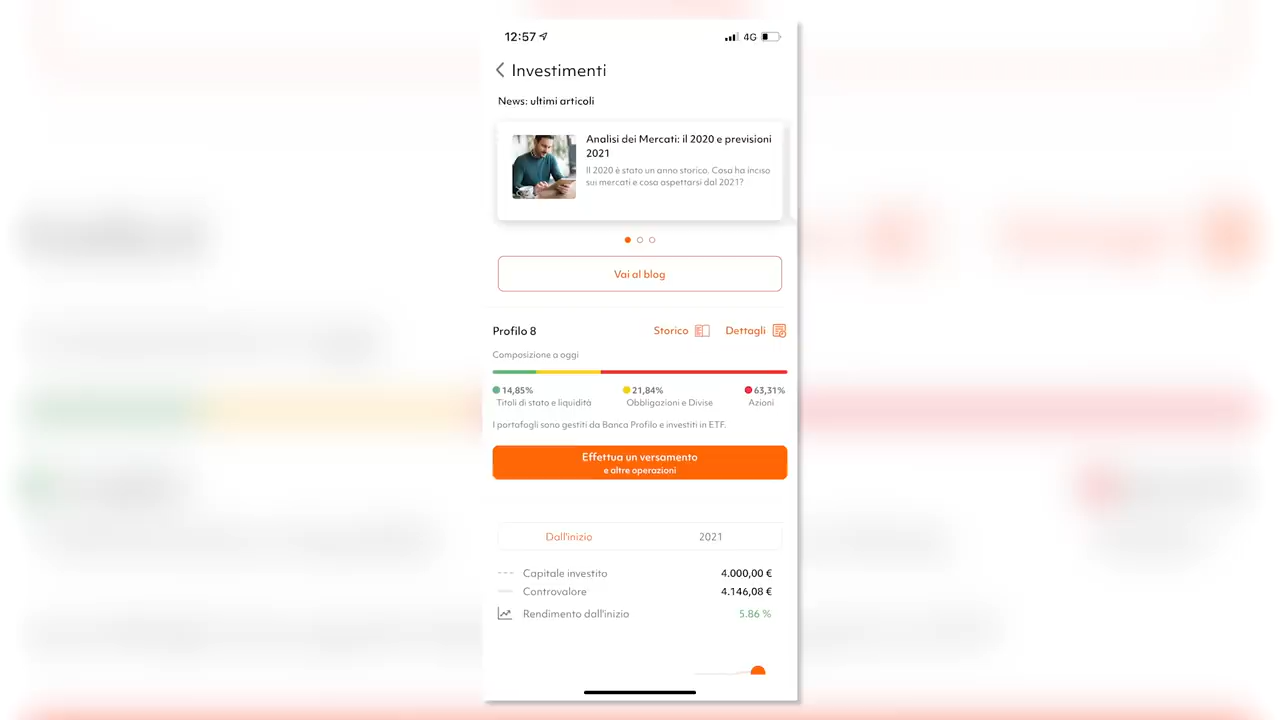 12:57
4G
Investimenti
News: ultimi articoli
Analisi dei Mercati: il 2020 e previsioni
2021
Il 2020 è stato un anno storico. Cosa ha inciso
sui mercati e cosa aspettarsi dal 2021?
Vai al blog
Profilo 8 Storico Dettagli
Composizione a oggi
14,85% 21,84% 63,31%
Titoli di stato e liquidità Obbligazioni e Divise Azioni
I portafogli sono gestiti da Banca Profilo e investiti in ETF.
Effettua un versamento
e altre operazioni
Dall'inizio 2021
Capitale investito 4.000,00 €
Controvalore 4.146,08 €
Rendimento dall'inizio 5.86 %